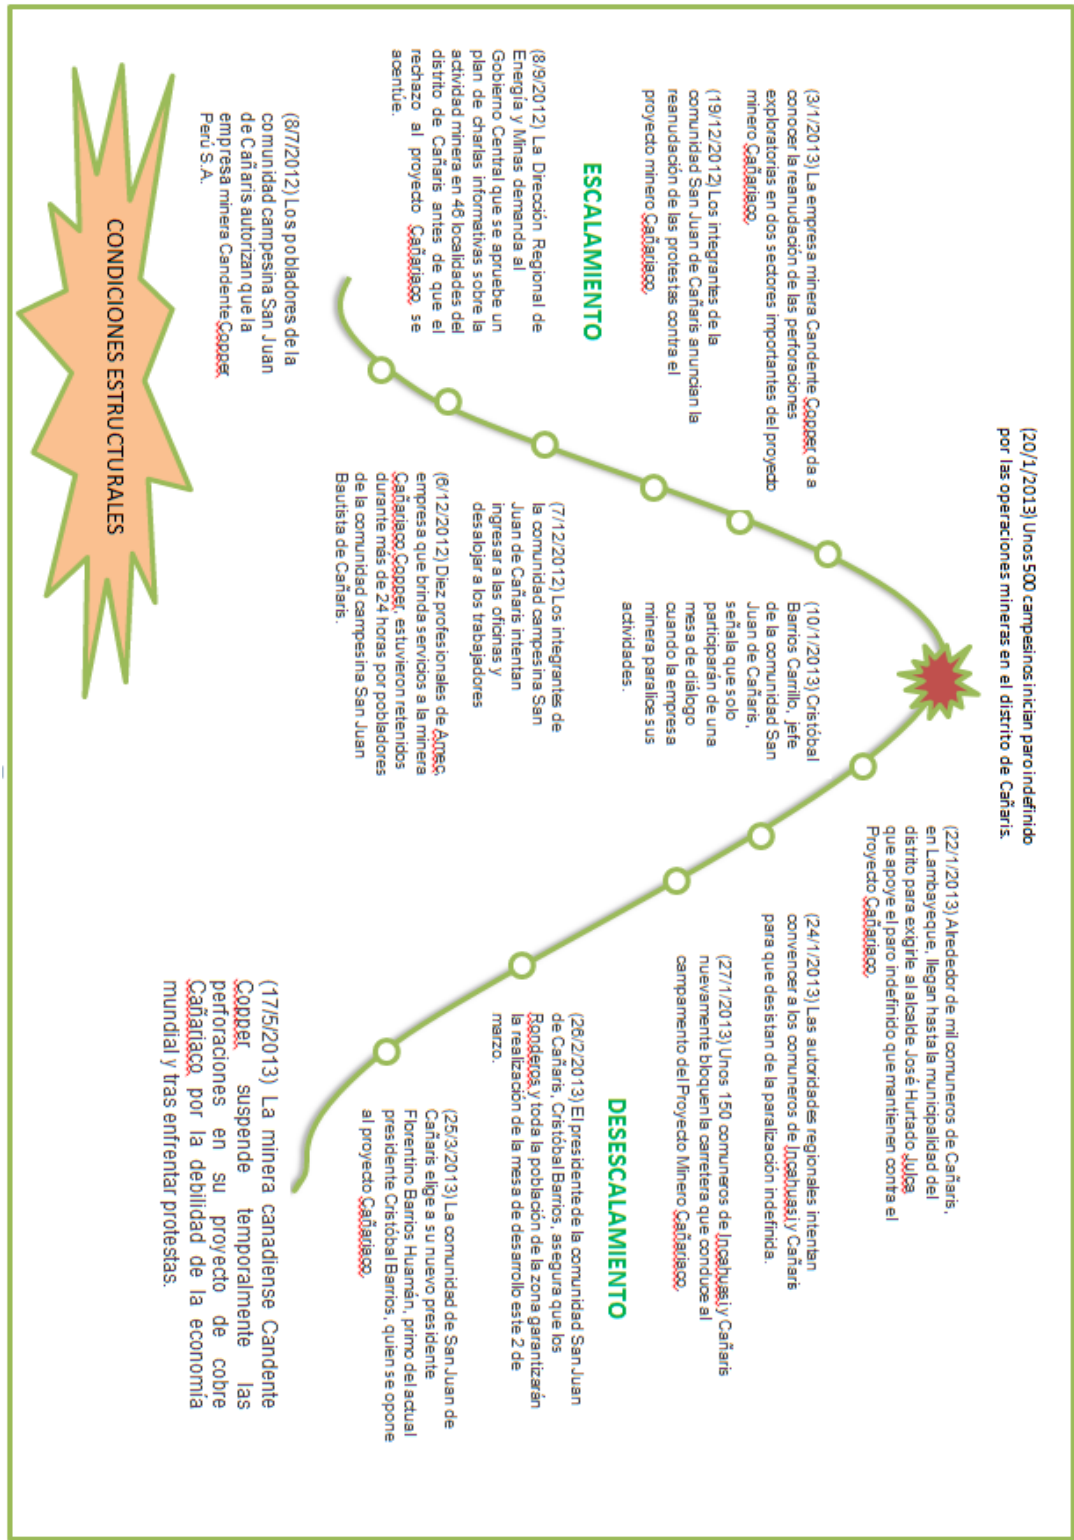 (20/1/2013) Unos 500 campesinos inician paro indefinido
por las operaciones mineras en el distrito de Cañaris.
(3/1/2013) La empresa minera Candente Copper da a
conocer la reanudación de las perforaciones
exploratorias en dos sectores importantes del proyecto
minero Cañariaco.
(19/12/2012) Los integrantes de la
comunidad San Juan de Cañaris anuncian la
reanudación de las protestas contra el
proyecto minero Cañariaco.
ESCALAMIENTO
(8/9/2012) La Dirección Regional de
Energía y Minas demanda al
Gobierno Central que se apruebe un
plan de charlas informativas sobre la
actividad minera en 46 localidades del
distrito de Cañaris antes de que el
rechazo al proyecto Cañariaco se
acentúe.
(8/7/2012) Los pobladores de la
comunidad campesina San Juan
de Cañaris autorizan que la
empresa minera Candente Copper
Perú S.A.
(10/1/2013) Cristóbal
Barrios Carrillo, jefe
de la comunidad San
Juan de Cañaris,
señala que solo
participarán de una
mesa de diálogo
cuando la empresa
minera paralice sus
actividades.
(7/12/2012) Los integrantes de
la comunidad campesina San
Juan de Cañaris intentan
ingresar a las oficinas y
desalojar a los trabajadores
(6/12/2012) Diez profesionales de Amec,
empresa que brinda servicios a la minera
Cañariaco Copper, estuvieron retenidos
durante más de 24 horas por pobladores
de la comunidad campesina San Juan
Bautista de Cañaris.
(22/1/2013) Alrededor de mil comuneros de Cañaris,
en Lambayeque, llegan hasta la municipalidad del
distrito para exigirle al alcalde José Hurtado Julca
que apoye el paro indefinido que mantienen contra el
Proyecto Cañariaco.
(24/1/2013) Las autoridades regionales intentan
convencer a los comuneros de Incahuasi y Cañaris
para que desistan de la paralización indefinida.
(27/1/2013) Unos 150 comuneros de Incahuasi y Cañaris
nuevamente bloquen la carretera que conduce al
campamento del Proyecto Minero Cañariaco.
DESESCALAMIENTO
(26/2/2013) El presidente de la comunidad San Juan
de Cañaris, Cristóbal Barrios, asegura que los
Ronderos y toda la población de la zona garantizarán
la realización de la mesa de desarrollo este 2 de
marzo.
(25/3/2013) La comunidad de San Juan de
Cañaris elige a su nuevo presidente
Florentino Barrios Huamán, primo del actual
presidente Cristóbal Barrios, quien se opone
al proyecto Cañariaco.
(17/5/2013) La minera canadiense Candente
Copper suspende temporalmente las
perforaciones en su proyecto de cobre
Cañariaco por la debilidad de la economía
mundial y tras enfrentar protestas.
CONDICIONES ESTRUCTURALES